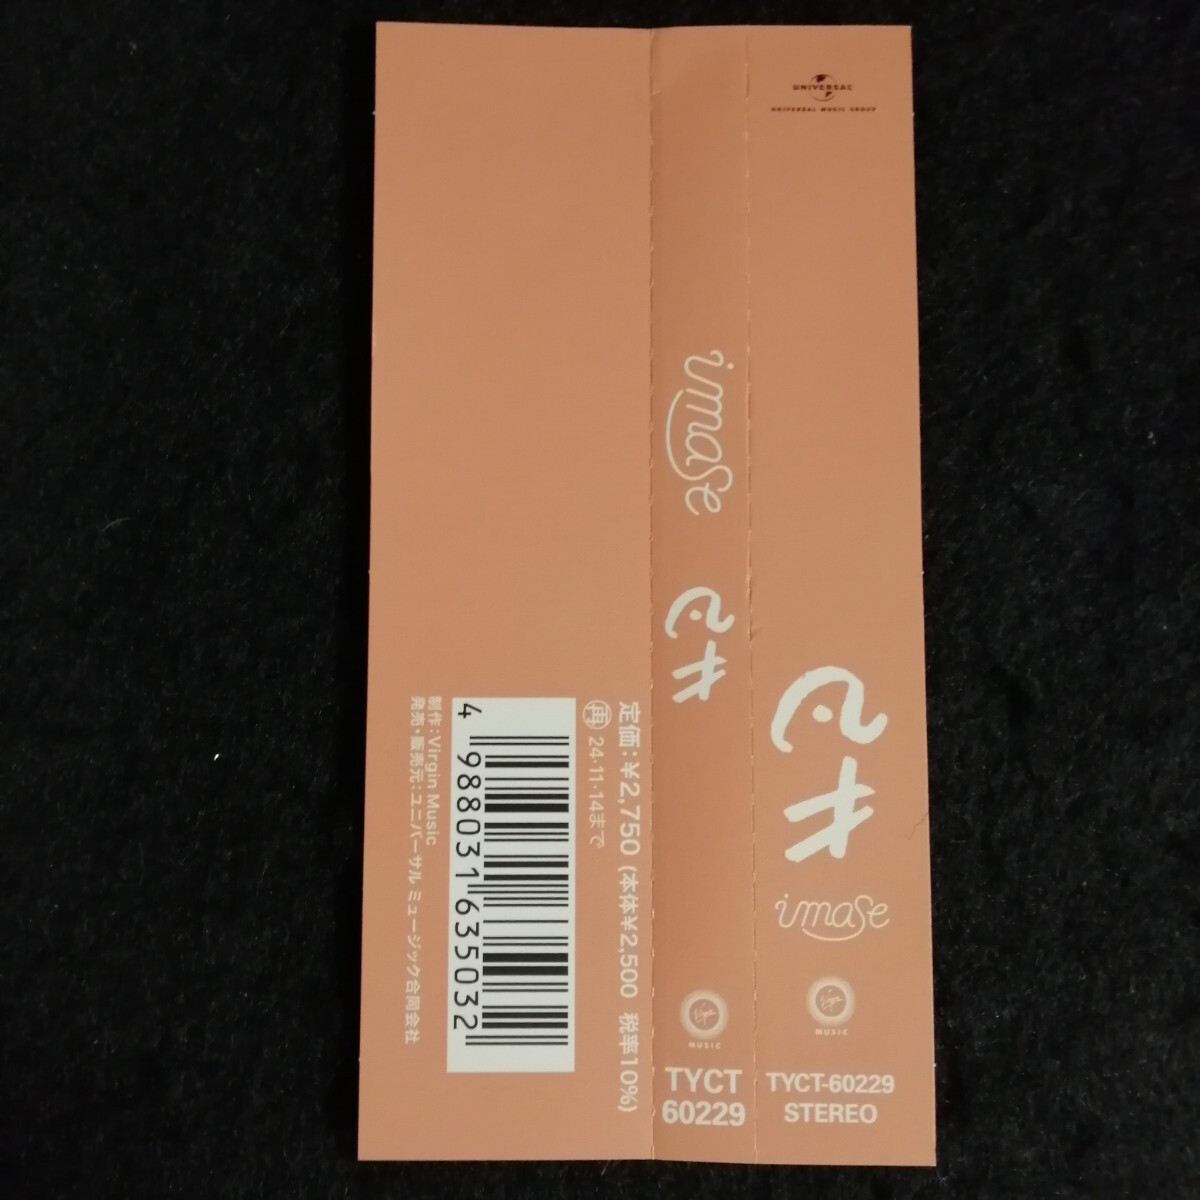 UNIVERSAL
UNIVERSAL MUSIC GROUP
凡才
imase
Virgin
MUSIC
TYCT-60229
STEREO
imase
凡才
Virgin
MUSIC
TYCT
60229
定価:¥2,750 (本体¥2,500 税率10%)
再 24・11・14まで
4 988031 635032
制作:Virgin Music
発売・販売元:ユニバーサル ミュージック合同会社